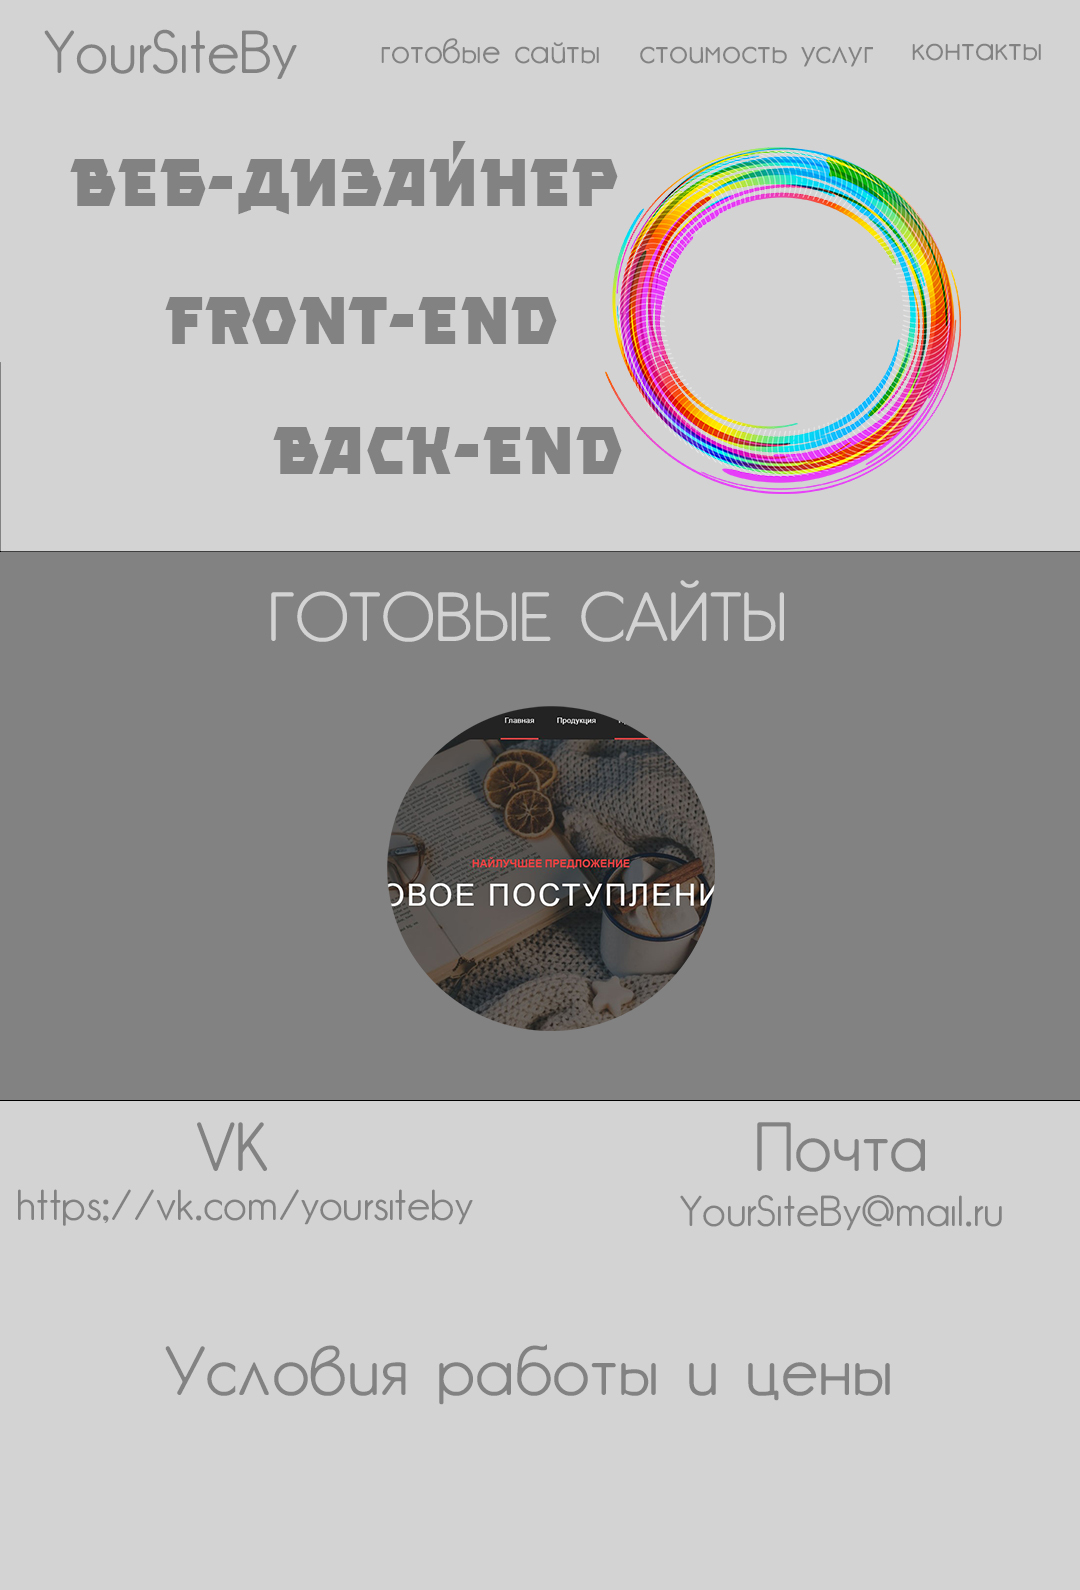 YourSiteBy
готовые сайты стоимость услуг контакты
ВЕБ-ДИЗАЙНЕР
FRONT-END
BACK-END
ГОТОВЫЕ САЙТЫ
Главная Продукция
НАЙЛУЧШЕЕ ПРЕДЛОЖЕНИЕ
ОВОЕ ПОСТУПЛЕНИ
VK Почта
https;//vk.com/yoursiteby YourSiteBy@mail.ru
Условия работы и цены